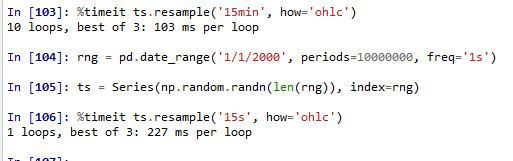 In [103]: %timeit ts.resample('15min', how='ohlc')
10 loops, best of 3: 103 ms per loop
In [104]: rng = pd.date_range('1/1/2000', periods=10000000, freq='1s')
In [105]: ts = Series(np.random.randn(len(rng)), index=rng)
In [106]: %timeit ts.resample('15s', how='ohlc')
1 loops, best of 3: 227 ms per loop